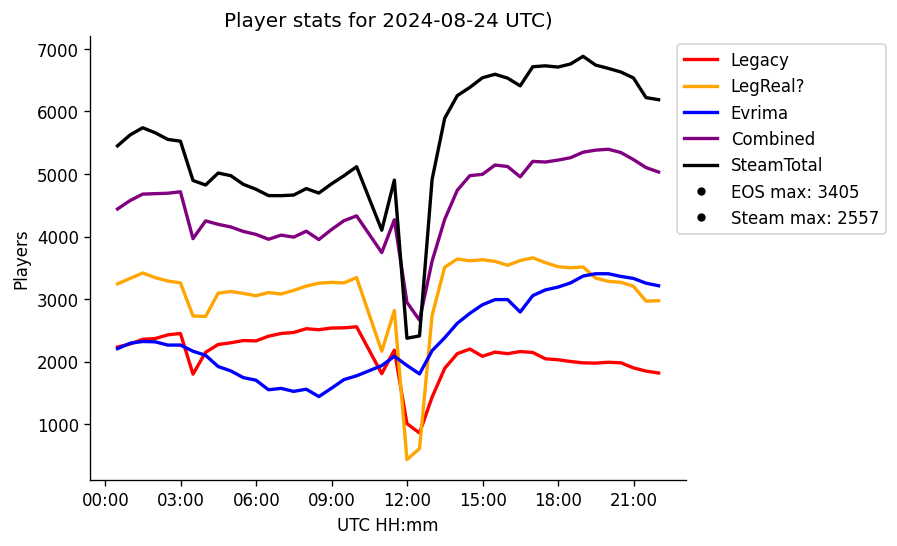 Player stats for 2024-08-24 UTC)
Legacy
LegReal?
Evrima
Combined
SteamTotal
EOS max: 3405
Steam max: 2557
Players
7000
6000
5000
4000
3000
2000
1000
00:00 03:00 06:00 09:00 12:00 15:00 18:00 21:00
UTC HH:mm